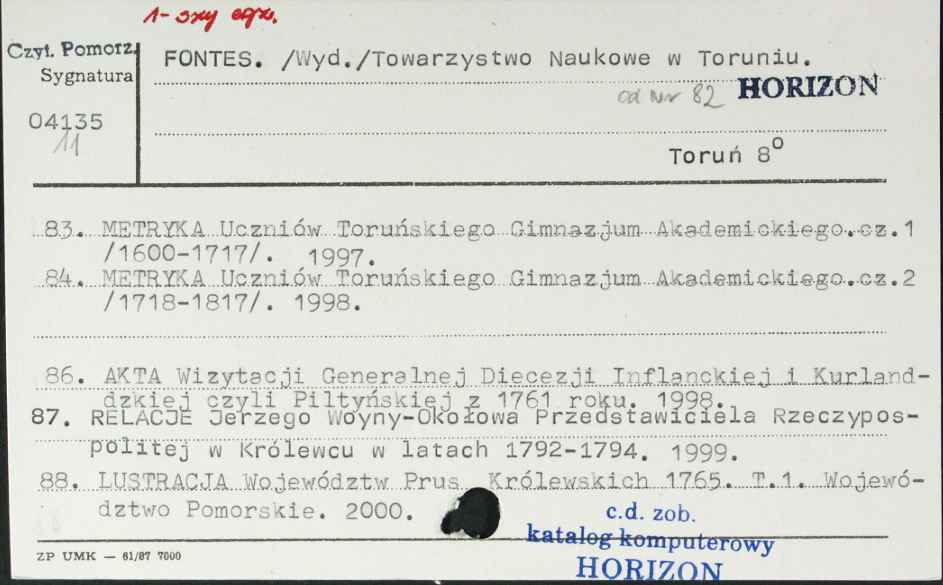 1-szy egz.
Czyt. Pomorz.
Sygnatura
04135
11
FONTES. /Wyd./Towarzystwo Naukowe w Toruniu.
od nr 82 HORIZON
Toruń 8o
83. METRYKA Uczniów Toruńskiego Gimnazjum Akademickiego.cz.1
/1600-1717/. 1997.
84. METRYKA Uczniów Toruńskiego Gimnazjum Akademickiego.cz.2
/1718-1817/. 1998.
86. AKTA Wizytacji Generalnej Diecezji Inflanckiej i Kurland-
dzkiej czyli Piltyńskiej z 1761 roku. 1998.
87. RELACJE Jerzego Woyny-Okołowa Przedstawiciela Rzeczypos-
politej w Królewcu w latach 1792-1794. 1999.
88. LUSTRACJA Województw Prus Królewskich 1765. T.1. Wojewó-
dztwo Pomorskie. 2000.
c.d. zob.
katalog komputerowy
HORIZON
ZP UMK — 61/87 7000